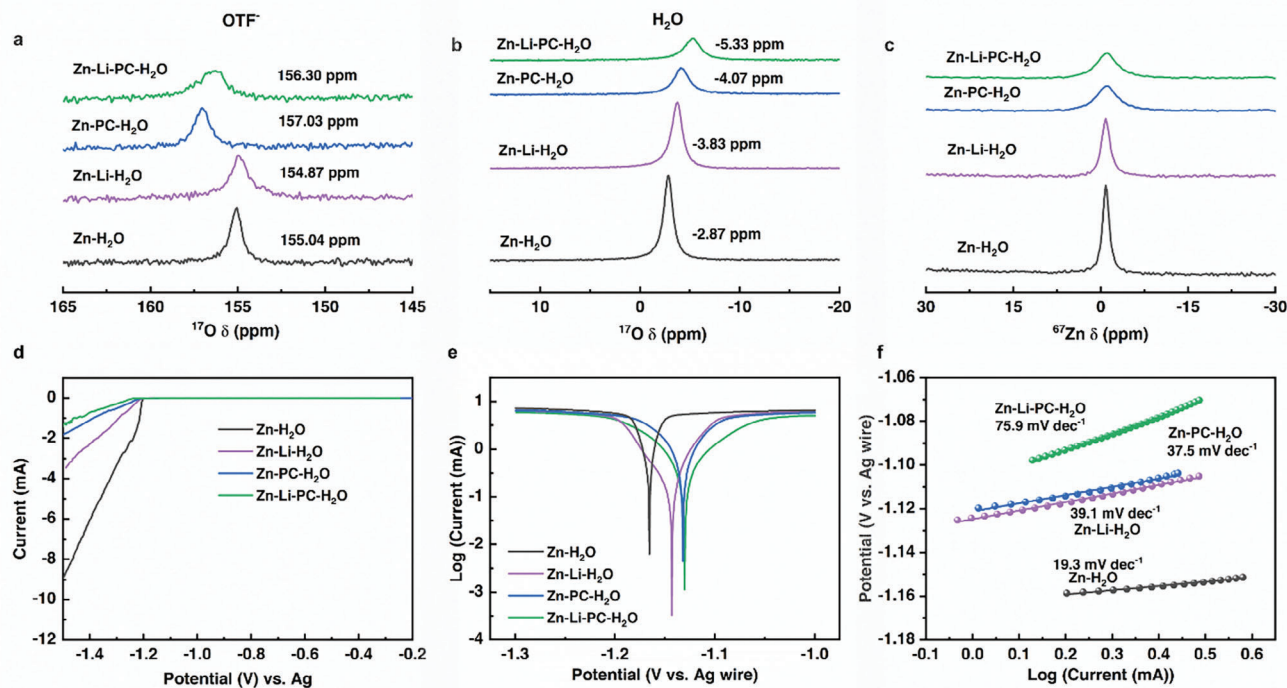 OTF⁻
a
Zn-Li-PC-H₂O
156.30 ppm
Zn-PC-H₂O
157.03 ppm
Zn-Li-H₂O
154.87 ppm
Zn-H₂O
155.04 ppm
165 160 155 150 145
¹⁷O δ (ppm)
H₂O
b
Zn-Li-PC-H₂O
-5.33 ppm
Zn-PC-H₂O
-4.07 ppm
Zn-Li-H₂O
-3.83 ppm
Zn-H₂O
-2.87 ppm
10 0 -10 -20
¹⁷O δ (ppm)
c
Zn-Li-PC-H₂O
Zn-PC-H₂O
Zn-Li-H₂O
Zn-H₂O
30 15 0 -15 -30
⁶⁷Zn δ (ppm)
d
Current (mA)
0
-2
-4
-6
-8
-10
-12
Zn-H₂O
Zn-Li-H₂O
Zn-PC-H₂O
Zn-Li-PC-H₂O
-1.4 -1.2 -1.0 -0.8 -0.6 -0.4 -0.2
Potential (V) vs. Ag
e
Log (Current (mA))
2
1
0
-1
-2
-3
-4
Zn-H₂O
Zn-Li-H₂O
Zn-PC-H₂O
Zn-Li-PC-H₂O
-1.3 -1.2 -1.1 -1.0
Potential (V vs. Ag wire)
f
Potential (V vs. Ag wire)
-1.06
-1.08
-1.10
-1.12
-1.14
-1.16
-1.18
Zn-Li-PC-H₂O
75.9 mV dec⁻¹
Zn-PC-H₂O
37.5 mV dec⁻¹
39.1 mV dec⁻¹
Zn-Li-H₂O
19.3 mV dec⁻¹
Zn-H₂O
0.0 0.1 0.2 0.3 0.4 0.5 0.6 0.7
Log (Current (mA))